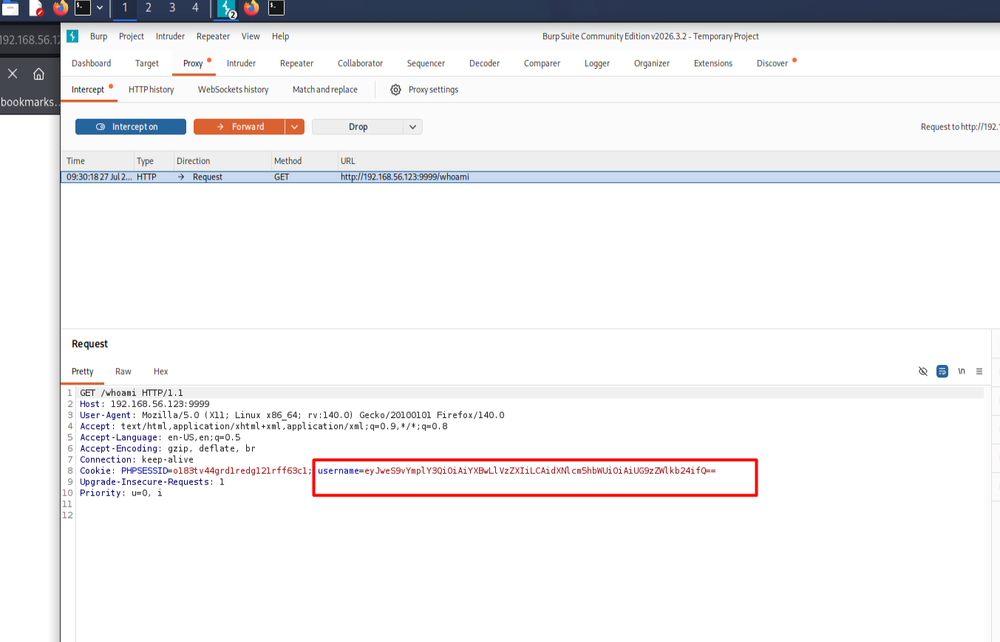 1 2 3 4 2
192.168.56.12
Burp Project Intruder Repeater View Help Burp Suite Community Edition v2026.3.2 - Temporary Project
Dashboard Target Proxy Intruder Repeater Collaborator Sequencer Decoder Comparer Logger Organizer Extensions Discover
Intercept HTTP history WebSockets history Match and replace Proxy settings
bookmarks..
Intercept on Forward Drop Request to http://192.1
Time Type Direction Method URL
09:30:18 27 Jul 2... HTTP → Request GET http://192.168.56.123:9999/whoami
Request
Pretty Raw Hex \n
1 GET /whoami HTTP/1.1
2 Host: 192.168.56.123:9999
3 User-Agent: Mozilla/5.0 (X11; Linux x86_64; rv:140.0) Gecko/20100101 Firefox/140.0
4 Accept: text/html,application/xhtml+xml,application/xml;q=0.9,*/*;q=0.8
5 Accept-Language: en-US,en;q=0.5
6 Accept-Encoding: gzip, deflate, br
7 Connection: keep-alive
8 Cookie: PHPSESSID=o183tv44grd1redg121rff63c1; username=eyJweS9vYmplY3QiOiAiYXBwLlVzZXIiLCAidXNlcm5hbWUiOiAiUG9zZWlkb24ifQ==
9 Upgrade-Insecure-Requests: 1
10 Priority: u=0, i
11
12